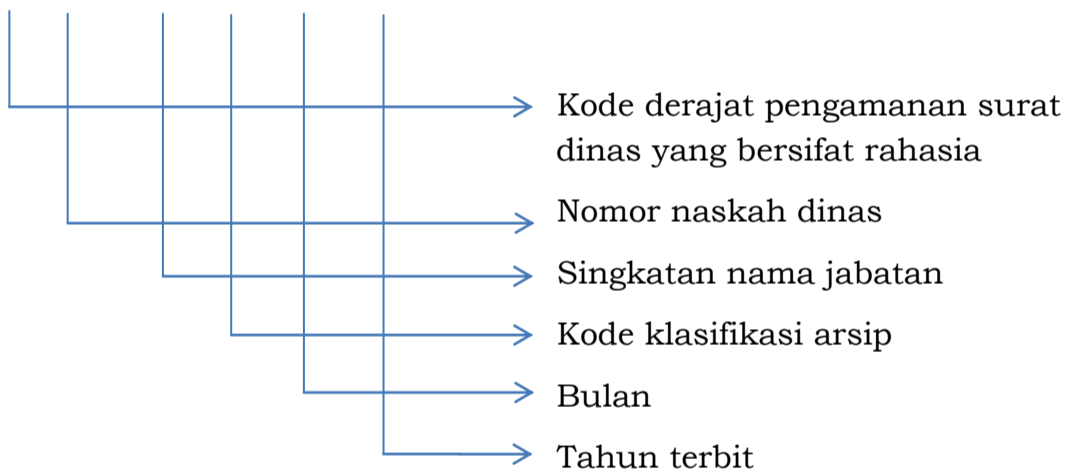 Kode derajat pengamanan surat
dinas yang bersifat rahasia
Nomor naskah dinas
Singkatan nama jabatan
Kode klasifikasi arsip
Bulan
Tahun terbit